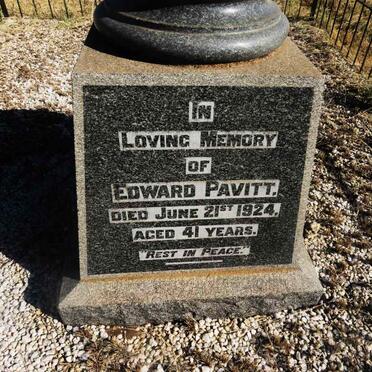 IN
LOVING MEMORY
OF
EDWARD PAVITT.
DIED JUNE 21ST 1924,
AGED 41 YEARS.
"REST IN PEACE."